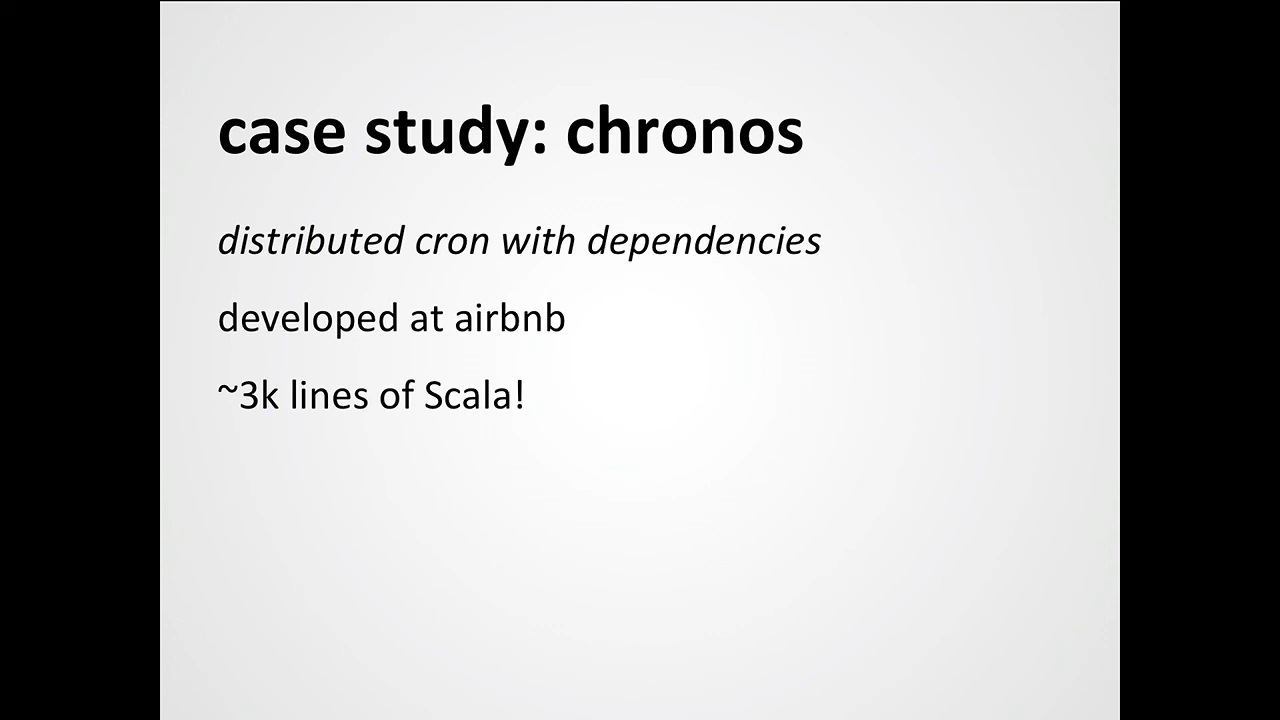 case study: chronos
distributed cron with dependencies
developed at airbnb
~3k lines of Scala!